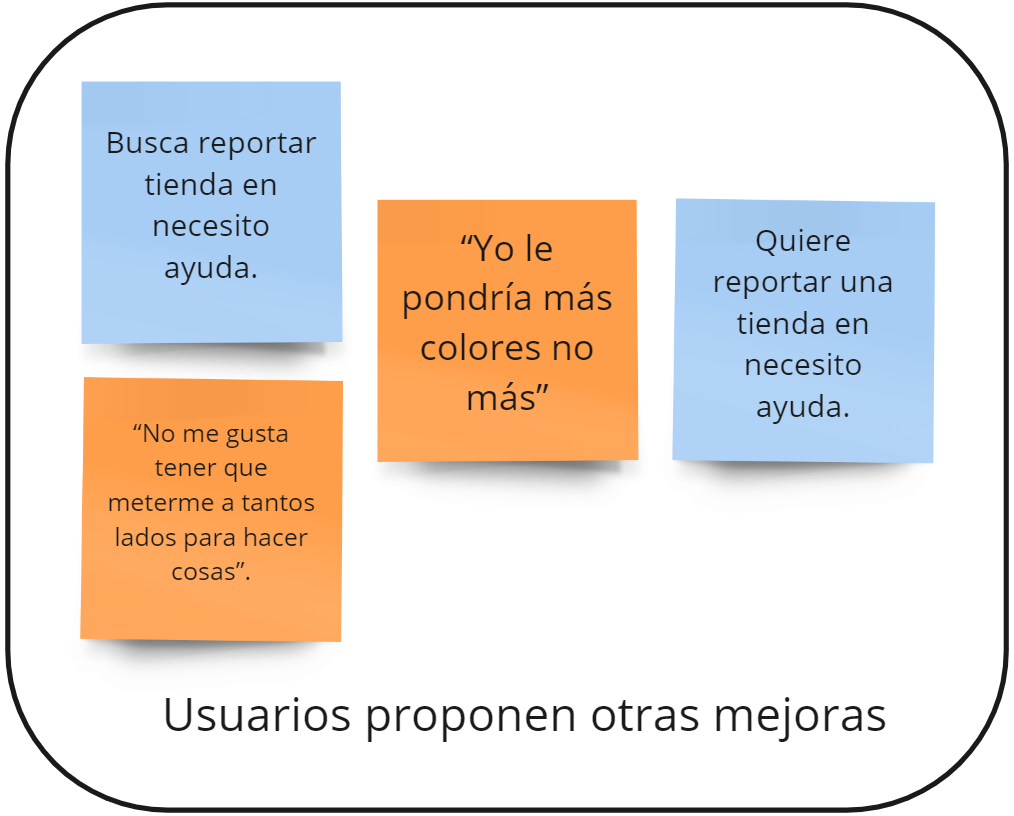 Busca reportar
tienda en
necesito
ayuda.
“No me gusta
tener que
meterme a tantos
lados para hacer
cosas”.
“Yo le
pondría más
colores no
más”
Quiere
reportar una
tienda en
necesito
ayuda.
Usuarios proponen otras mejoras